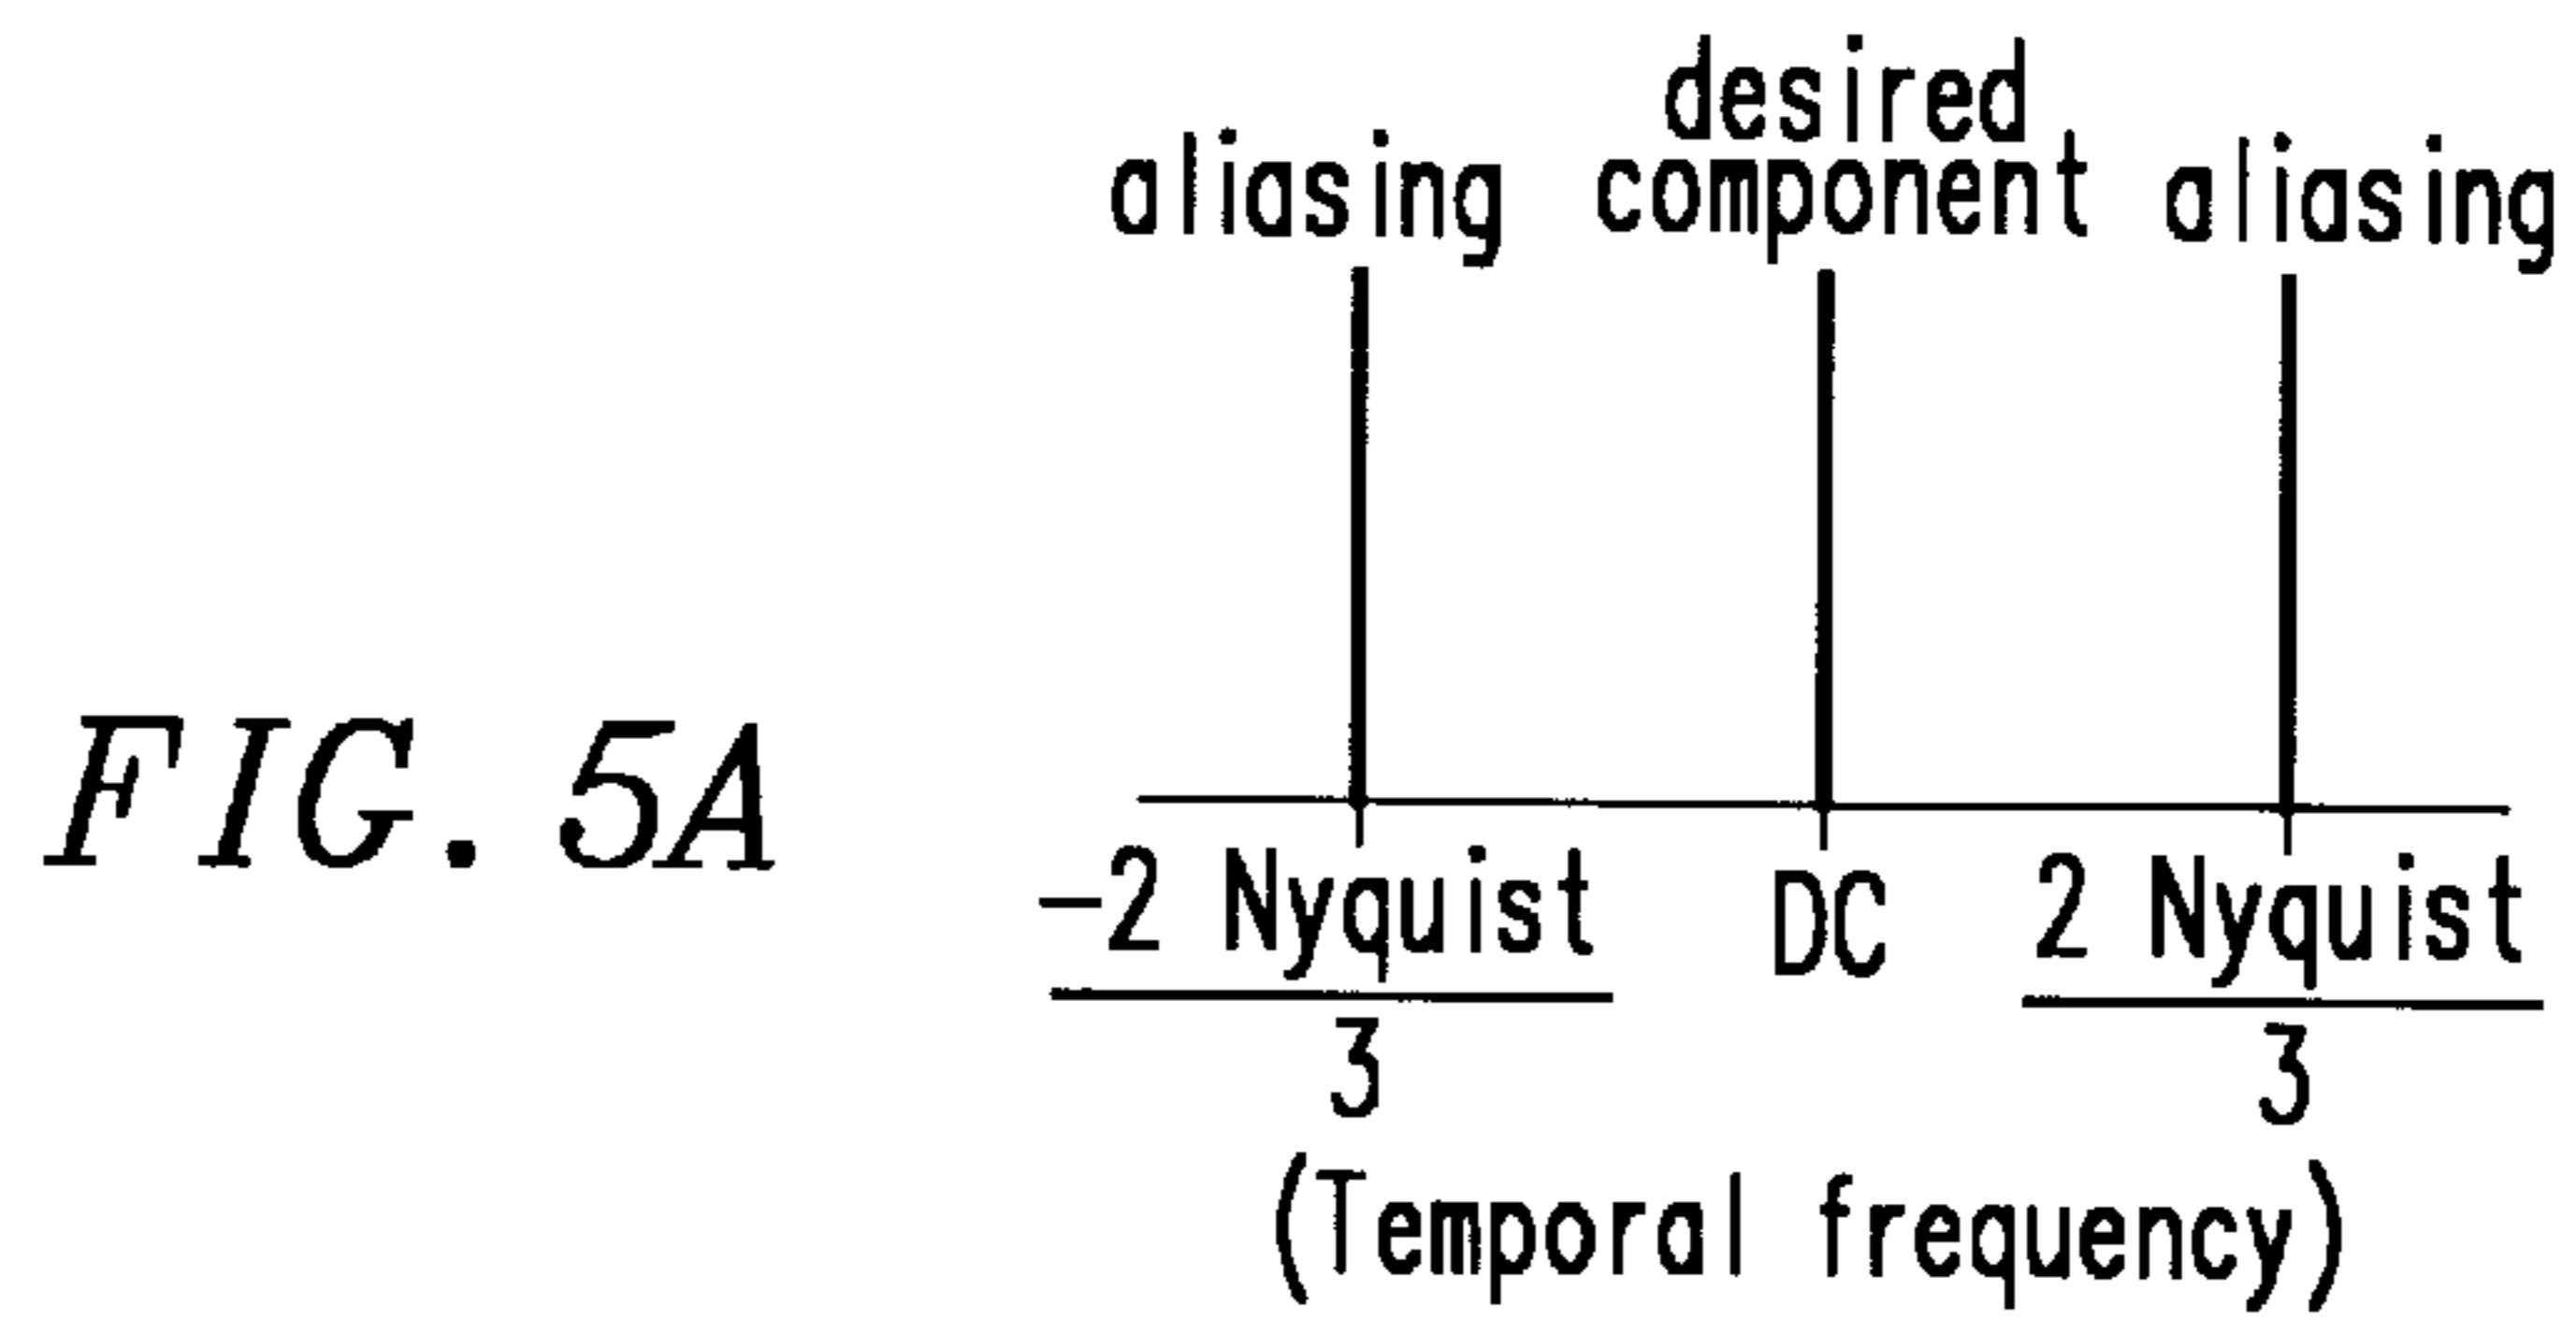 desired
aliasing component aliasing
FIG. 5A
-2 Nyquist DC 2 Nyquist
3 3
(Temporal frequency)